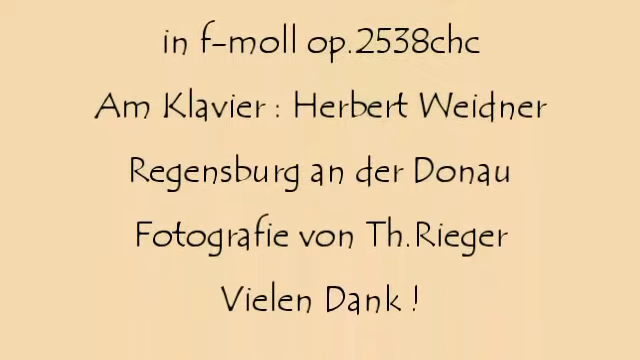 in f-moll op.2538chc
Am Klavier : Herbert Weidner
Regensburg an der Donau
Fotografie von Th.Rieger
Vielen Dank !